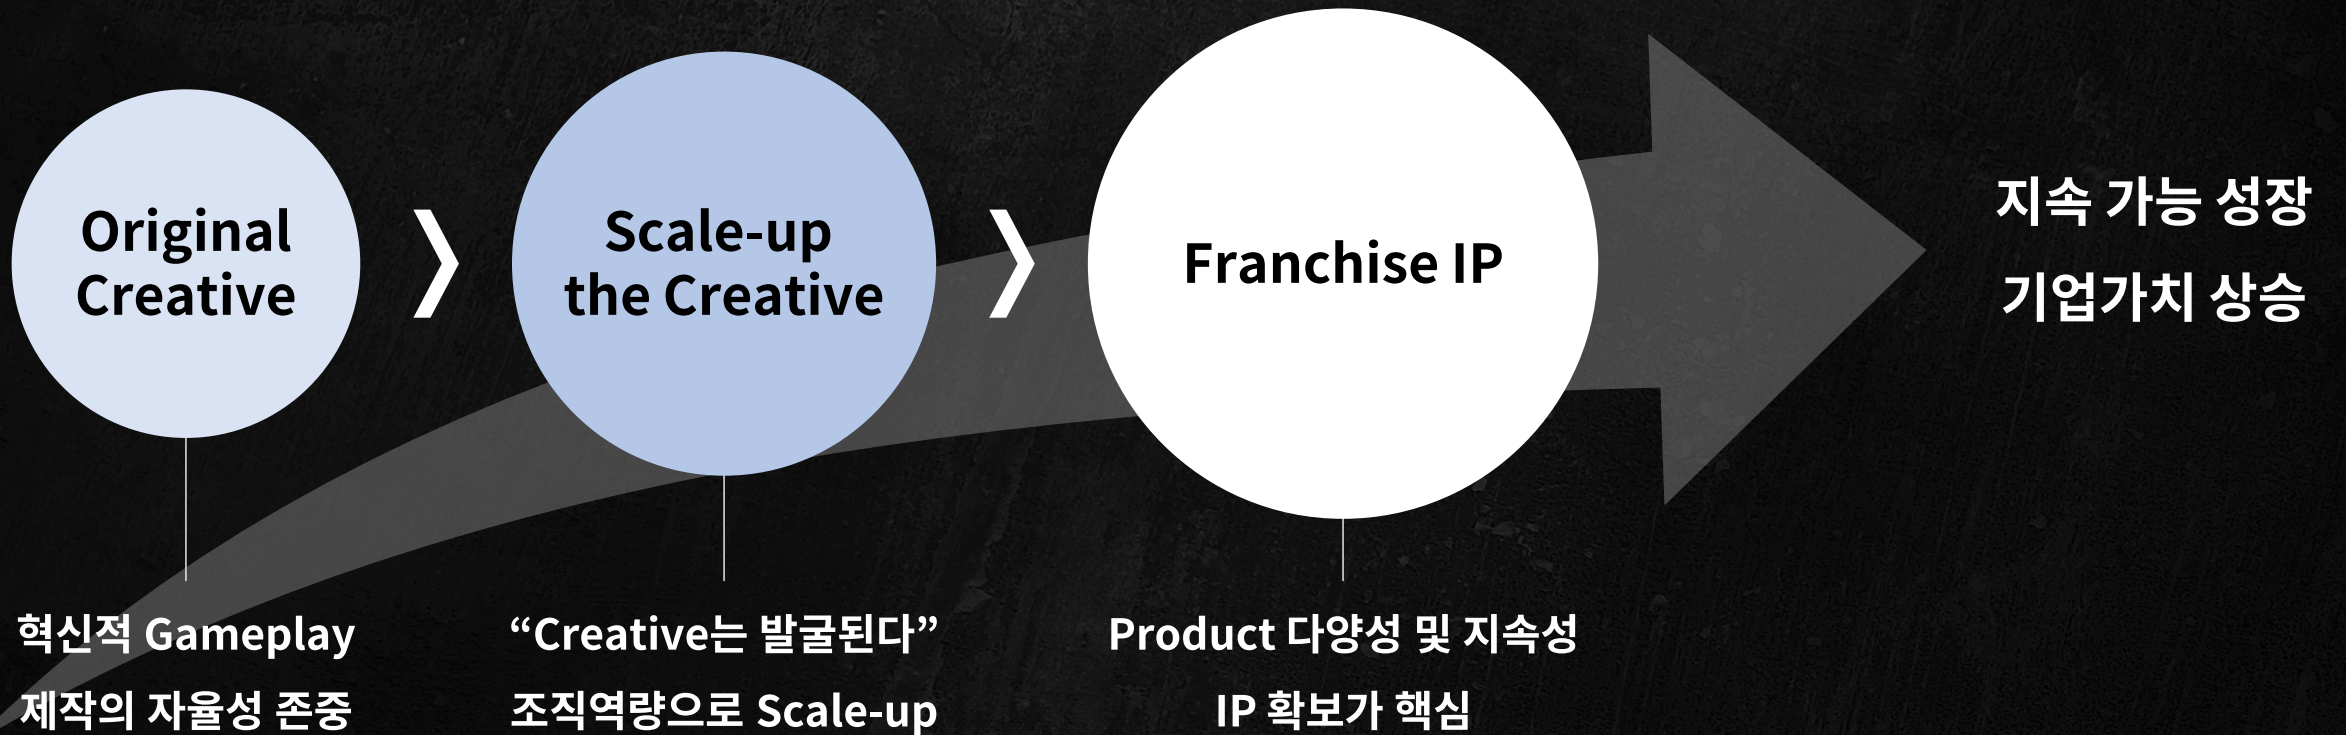 Original
Creative
Scale-up
the Creative
Franchise IP
지속 가능 성장
기업가치 상승
혁신적 Gameplay
제작의 자율성 존중
“Creative는 발굴된다”
조직역량으로 Scale-up
Product 다양성 및 지속성
IP 확보가 핵심